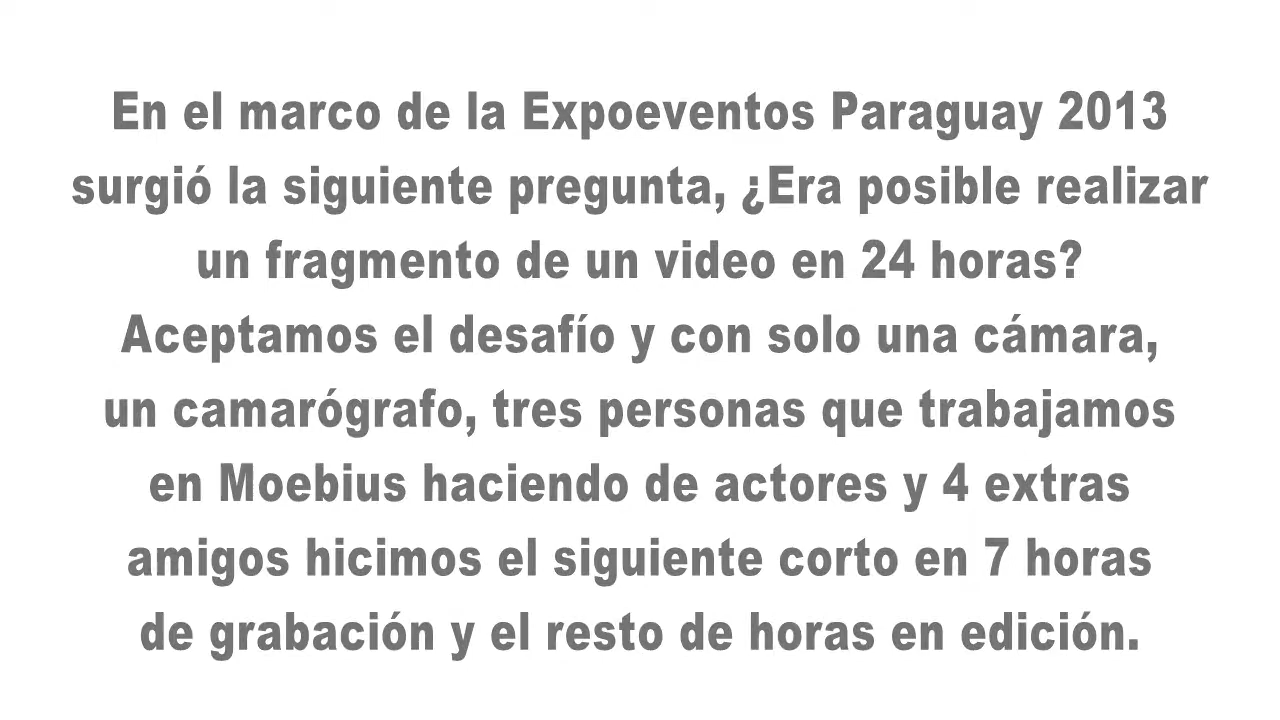 En el marco de la Expoeventos Paraguay 2013
surgió la siguiente pregunta, ¿Era posible realizar
un fragmento de un video en 24 horas?
Aceptamos el desafío y con solo una cámara,
un camarógrafo, tres personas que trabajamos
en Moebius haciendo de actores y 4 extras
amigos hicimos el siguiente corto en 7 horas
de grabación y el resto de horas en edición.